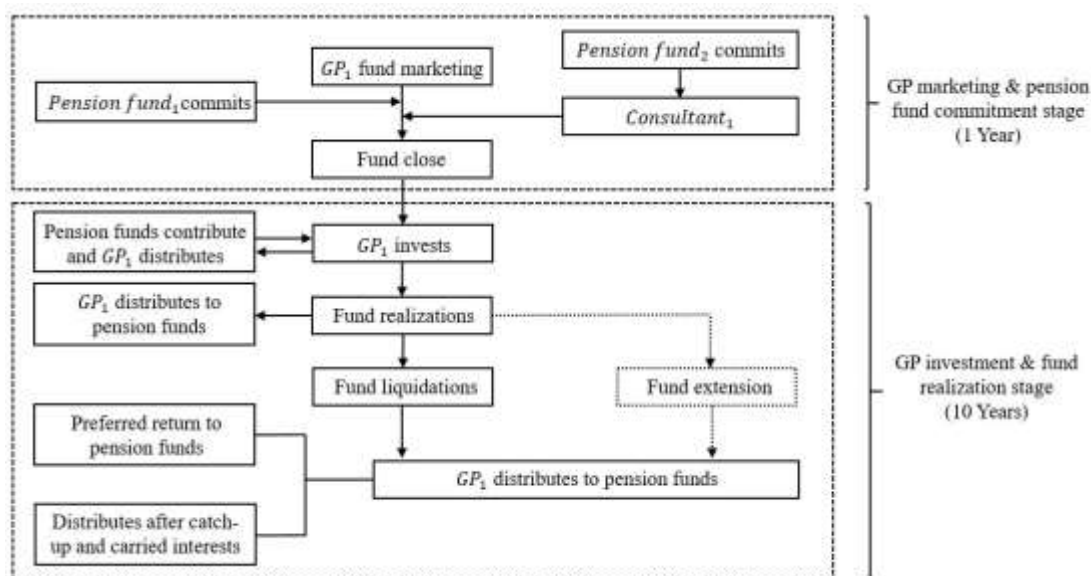 GP₁ fund marketing
Pension fund₂ commits
Pension fund₁commits
Consultant₁
Fund close
GP marketing & pension
fund commitment stage
(1 Year)
Pension funds contribute
and GP₁ distributes
GP₁ invests
GP₁ distributes to
pension funds
Fund realizations
Fund liquidations
Fund extension
GP investment & fund
realization stage
(10 Years)
Preferred return to
pension funds
GP₁ distributes to pension funds
Distributes after catch-
up and carried interests